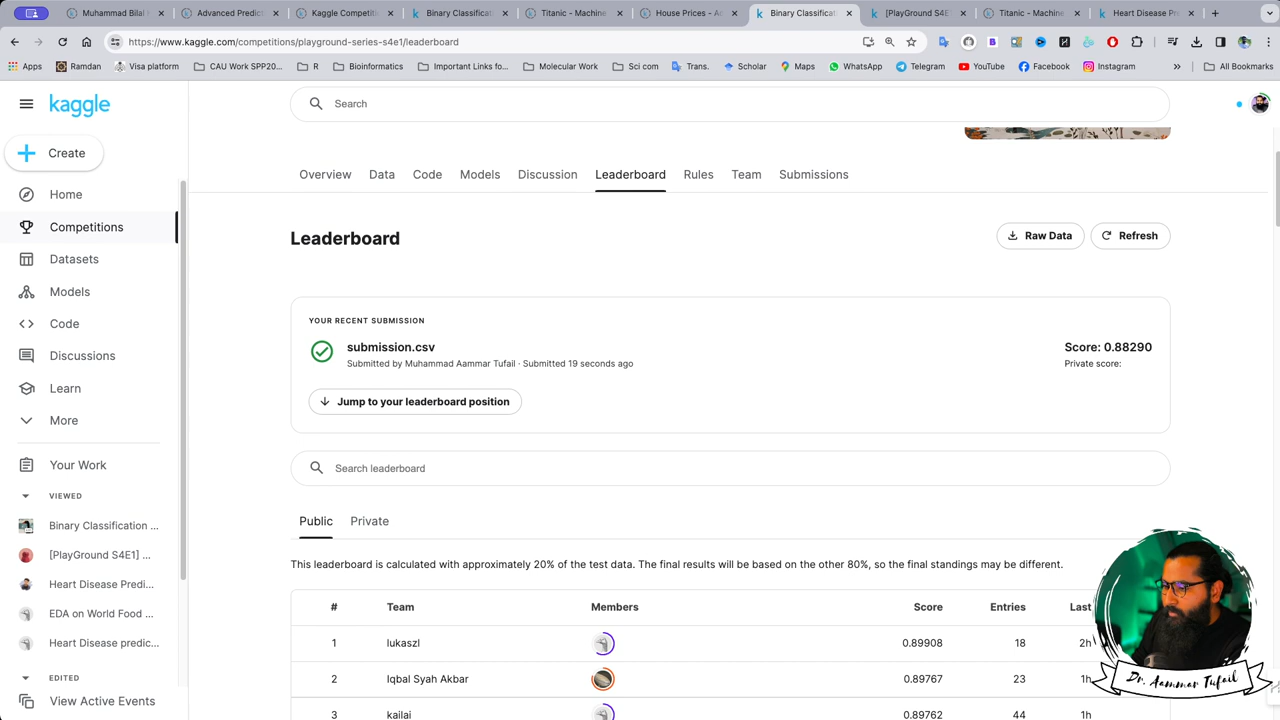 Muhammad Bilal
Advanced Predict
Kaggle Competit
Binary Classificati
Titanic - Machine
House Prices - Ad
Binary Classificati
[PlayGround S4E
Titanic - Machine
Heart Disease Pr
https://www.kaggle.com/competitions/playground-series-s4e1/leaderboard
Apps
Ramdan
Visa platform
CAU Work SPP20...
R
Bioinformatics
Important Links fo...
Molecular Work
Sci com
Trans.
Scholar
Maps
WhatsApp
Telegram
YouTube
Facebook
Instagram
»
All Bookmarks
kaggle
Search
Create
Home
Competitions
Datasets
Models
Code
Discussions
Learn
More
Your Work
VIEWED
Binary Classification ...
[PlayGround S4E1] ...
Heart Disease Predi...
EDA on World Food ...
Heart Disease predic...
EDITED
View Active Events
Overview
Data
Code
Models
Discussion
Leaderboard
Rules
Team
Submissions
Leaderboard
Raw Data
Refresh
YOUR RECENT SUBMISSION
submission.csv
Score: 0.88290
Submitted by Muhammad Aammar Tufail · Submitted 19 seconds ago
Private score:
Jump to your leaderboard position
Search leaderboard
Public
Private
This leaderboard is calculated with approximately 20% of the test data. The final results will be based on the other 80%, so the final standings may be different.
# Team Members Score Entries Last
1 lukaszl 0.89908 18 2h
2 Iqbal Syah Akbar 0.89767 23 1h
3 kailai 0.89762 44 1h
Dr. Aammar Tufail